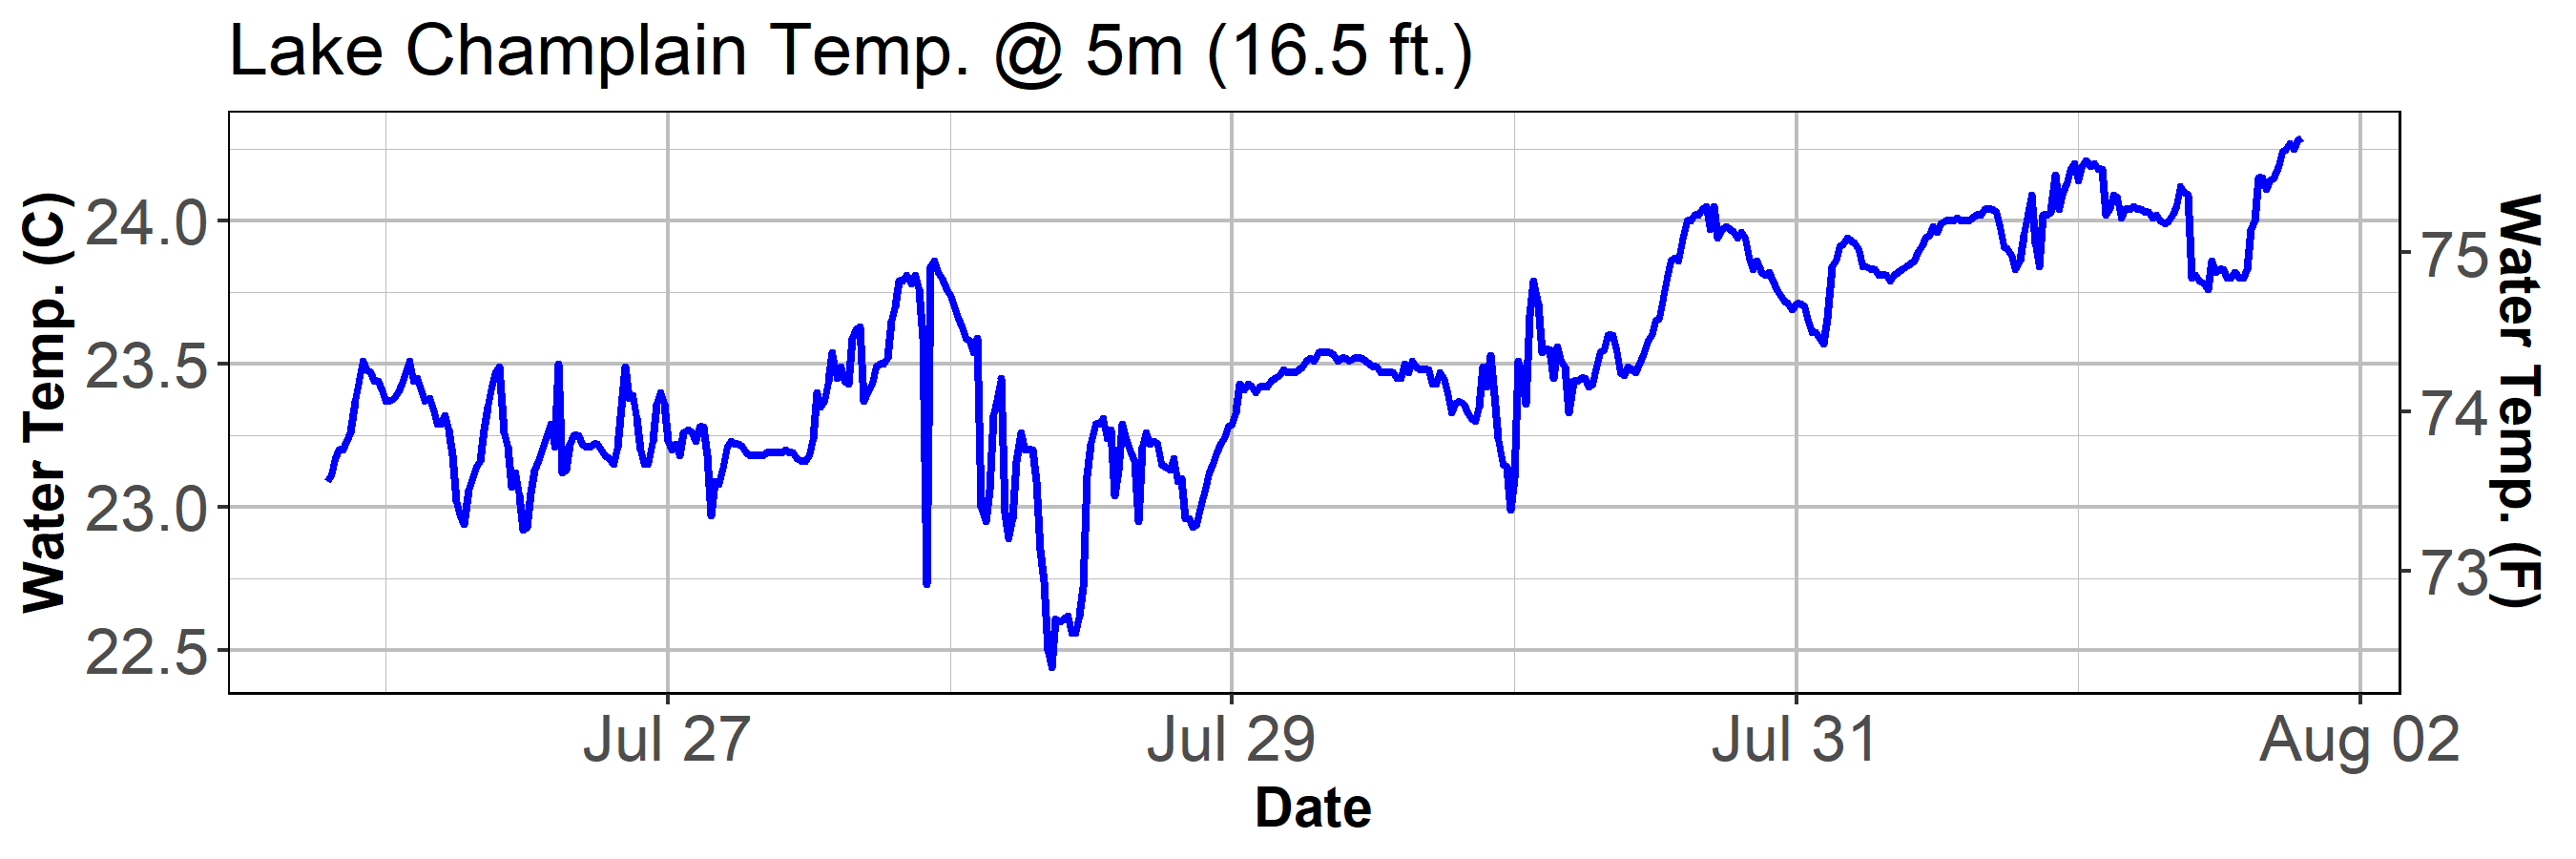 Lake Champlain Temp. @ 5m (16.5 ft.)
Water Temp. (C)
24.0
23.5
23.0
22.5
75
74
73
Water Temp. (F)
Jul 27
Jul 29
Jul 31
Aug 02
Date